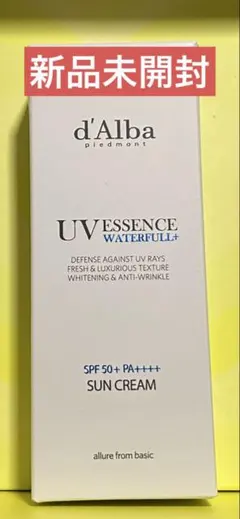 新品未開封
d'Alba
piedmont
UV ESSENCE
WATERFULL+
DEFENSE AGAINST UV RAYS
FRESH & LUXURIOUS TEXTURE
WHITENING & ANTI-WRINKLE
SPF 50+ PA++++
SUN CREAM
allure from basic